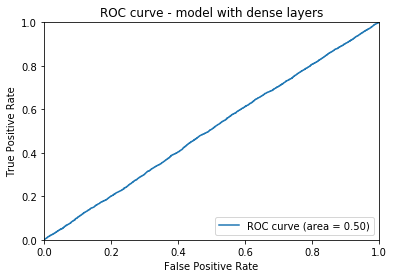 ROC curve - model with dense layers
True Positive Rate
1.0
0.8
0.6
0.4
0.2
0.0
ROC curve (area = 0.50)
0.0 0.2 0.4 0.6 0.8 1.0
False Positive Rate